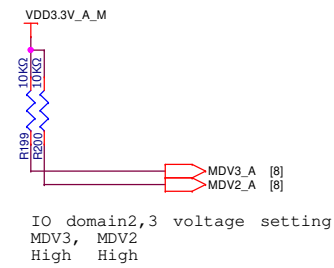 VDD3.3V_A_M
10KΩ
10KΩ
R199
R200
MDV3_A [8]
MDV2_A [8]
IO domain2,3 voltage setting
MDV3, MDV2
High High